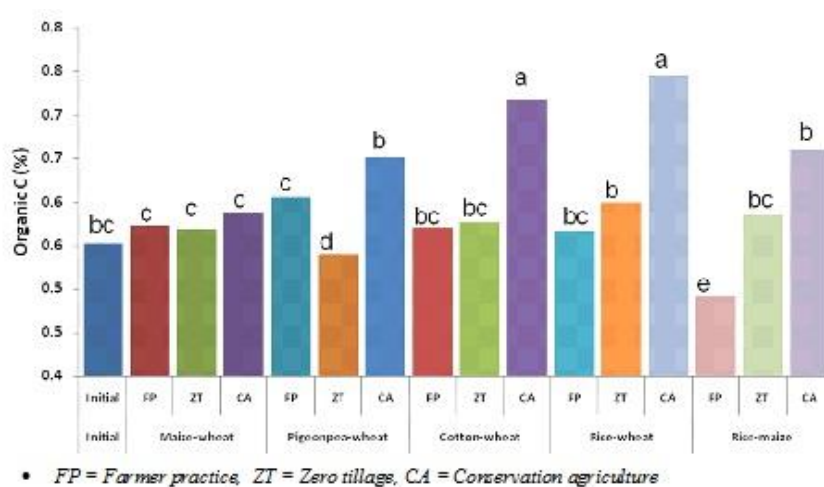 0.8
a
0.8
a
0.7
b
b
0.7
c
b
bc
c
c
c
bc
bc
bc
0.6
bc
d
0.6
e
0.5
0.5
0.4
Organic C (%)
Initial FP ZT CA FP ZT CA FP ZT CA FP ZT CA FP ZT CA
Initial Maize-wheat Pigeonpea-wheat Cotton-wheat Rice-wheat Rice-maize
• FP = Farmer practice, ZT = Zero tillage, CA = Conservation agriculture